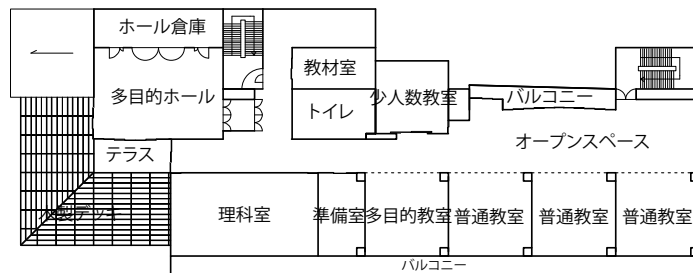 ホール倉庫
教材室
多目的ホール
少人数教室
バルコニー
トイレ
オープンスペース
テラス
木製デッキ
理科室
準備室
多目的教室
普通教室
普通教室
普通教室
バルコニー